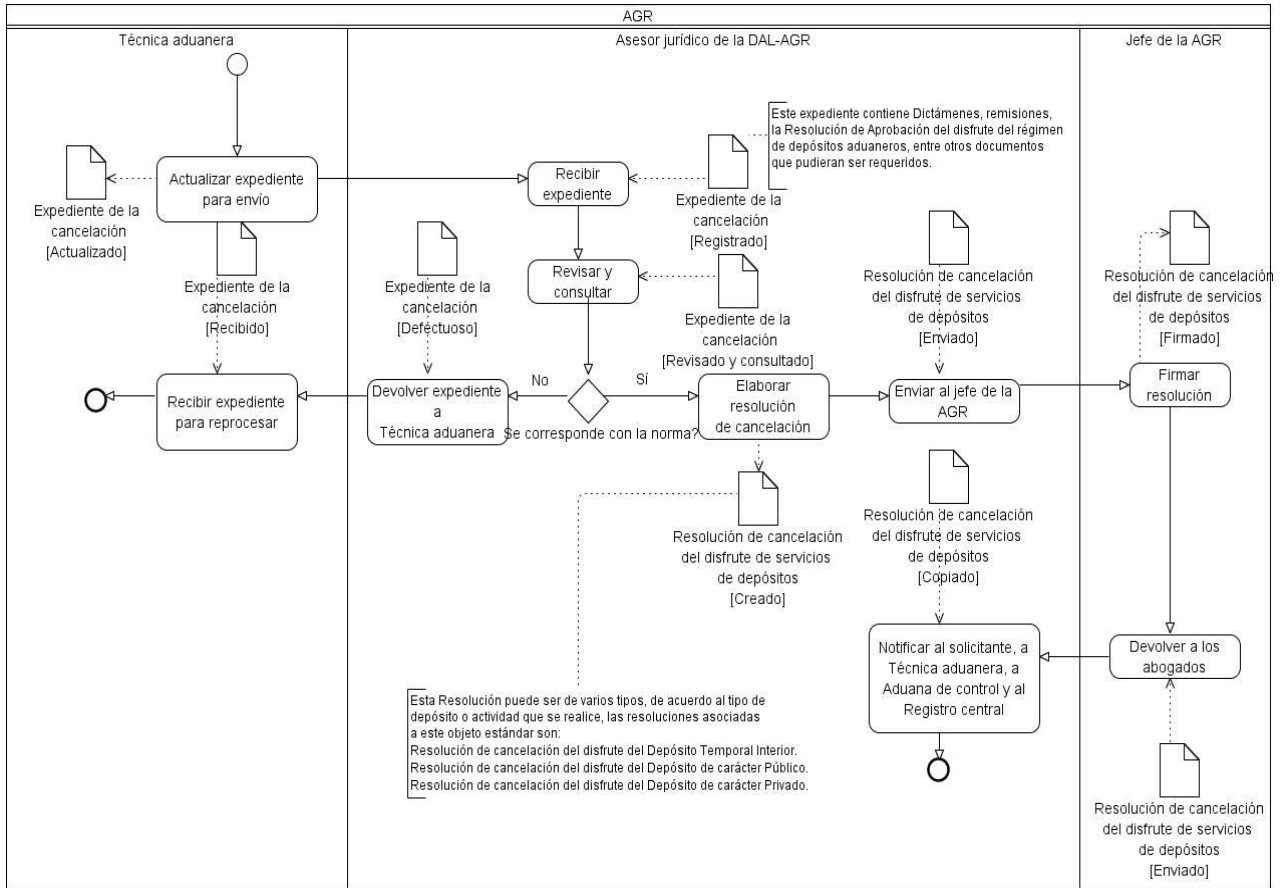 AGR
Técnica aduanera
Asesor jurídico de la DAL-AGR
Jefe de la AGR
Actualizar expediente
para envío
Expediente de la
cancelación
[Actualizado]
Expediente de la
cancelación
[Recibido]
Recibir expediente
para reprocesar
Recibir
expediente
Este expediente contiene Dictámenes, remisiones,
la Resolución de Aprobación del disfrute del régimen
de depósitos aduaneros, entre otros documentos
que pudieran ser requeridos.
Expediente de la
cancelación
[Registrado]
Revisar y
consultar
Expediente de la
cancelación
[Revisado y consultado]
Expediente de la
cancelación
[Defectuoso]
Devolver expediente
a
Técnica aduanera
No
Sí
Se corresponde con la norma?
Elaborar
resolución
de cancelación
Resolución de cancelación
del disfrute de servicios
de depósitos
[Creado]
Resolución de cancelación
del disfrute de servicios
de depósitos
[Enviado]
Enviar al jefe de la
AGR
Resolución de cancelación
del disfrute de servicios
de depósitos
[Firmado]
Firmar
resolución
Resolución de cancelación
del disfrute de servicios
de depósitos
[Copiado]
Notificar al solicitante, a
Técnica aduanera, a
Aduana de control y al
Registro central
Devolver a los
abogados
Resolución de cancelación
del disfrute de servicios
de depósitos
[Enviado]
Esta Resolución puede ser de varios tipos, de acuerdo al tipo de
depósito o actividad que se realice, las resoluciones asociadas
a este objeto estándar son:
Resolución de cancelación del disfrute del Depósito Temporal Interior.
Resolución de cancelación del disfrute del Depósito de carácter Público.
Resolución de cancelación del disfrute del Depósito de carácter Privado.